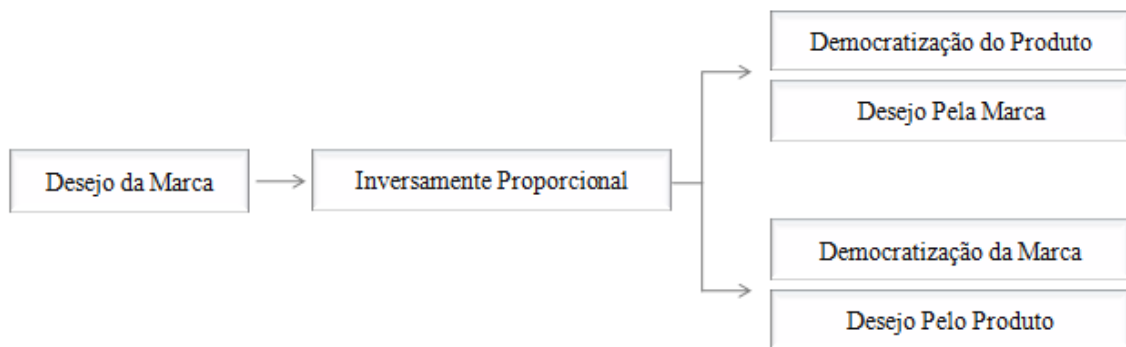 Democratização do Produto
Desejo Pela Marca
Desejo da Marca
Inversamente Proporcional
Democratização da Marca
Desejo Pelo Produto